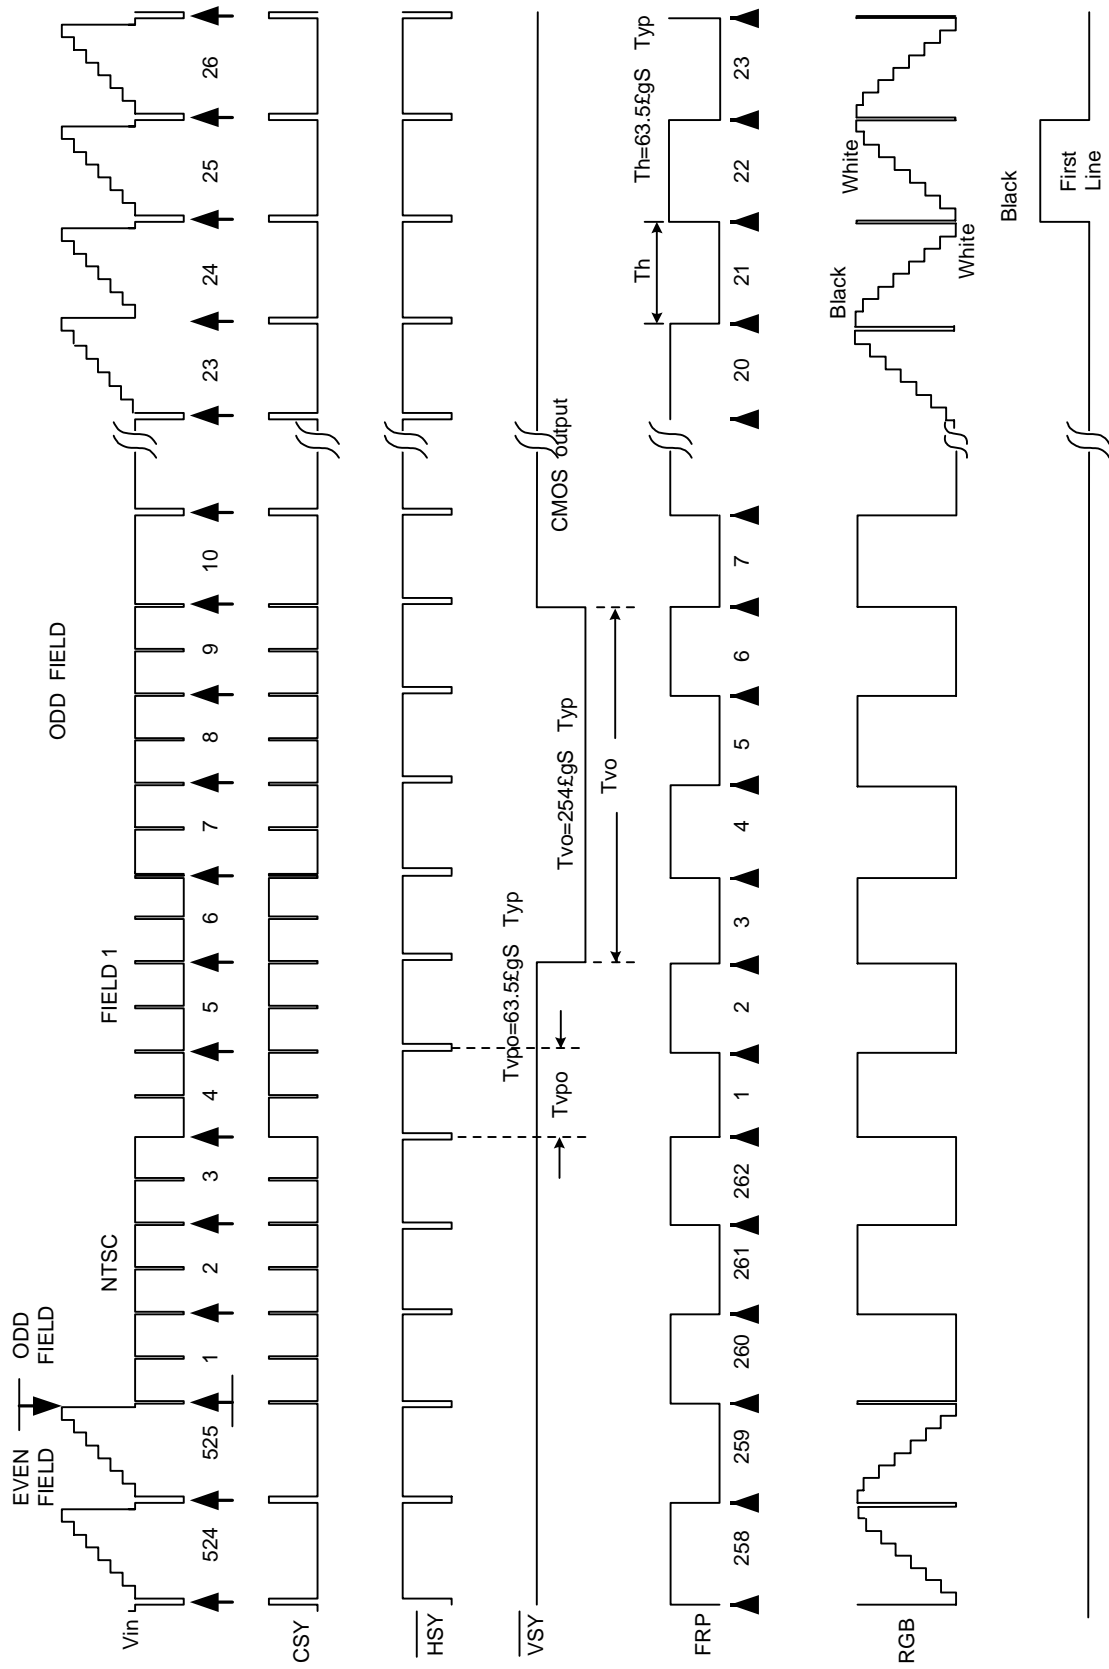 EVEN
FIELD
ODD
FIELD
ODD FIELD
NTSC
FIELD 1
Vin
524
525
1
2
3
4
5
6
7
8
9
10
23
24
25
26
CSY
HSY
VSY
Tvpo=63.5£gS Typ
Tvpo
CMOS output
Tvo=254£gS Typ
Tvo
Th
Th=63.5£gS Typ
FRP
258
259
260
261
262
1
2
3
4
5
6
7
20
21
22
23
RGB
Black
White
White
Black
First
Line